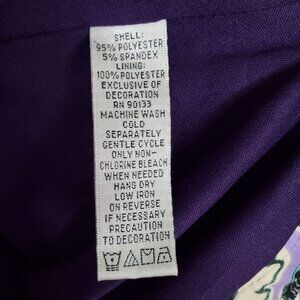 SHELL:
95% POLYESTER
5% SPANDEX
LINING:
100% POLYESTER
EXCLUSIVE OF
DECORATION
RN 90133
MACHINE WASH
COLD
SEPARATELY
GENTLE CYCLE
ONLY NON-
CHLORINE BLEACH
WHEN NEEDED
HANG DRY
LOW IRON
ON REVERSE
IF NECESSARY
PRECAUTION
TO DECORATION